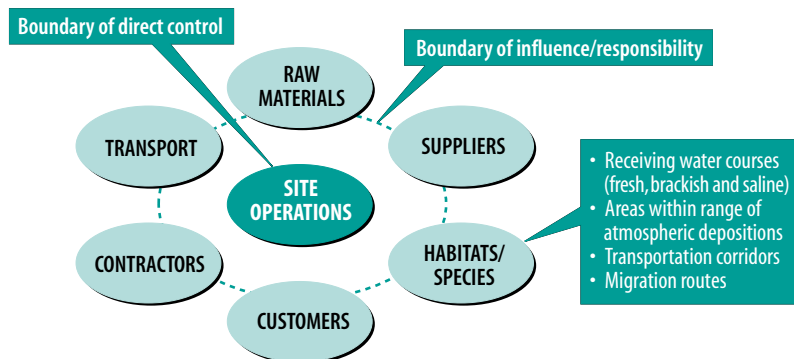 Boundary of direct control
Boundary of influence/responsibility
RAW
MATERIALS
TRANSPORT
SUPPLIERS
SITE
OPERATIONS
CONTRACTORS
HABITATS/
SPECIES
CUSTOMERS
• Receiving water courses
(fresh, brackish and saline)
• Areas within range of
atmospheric depositions
• Transportation corridors
• Migration routes